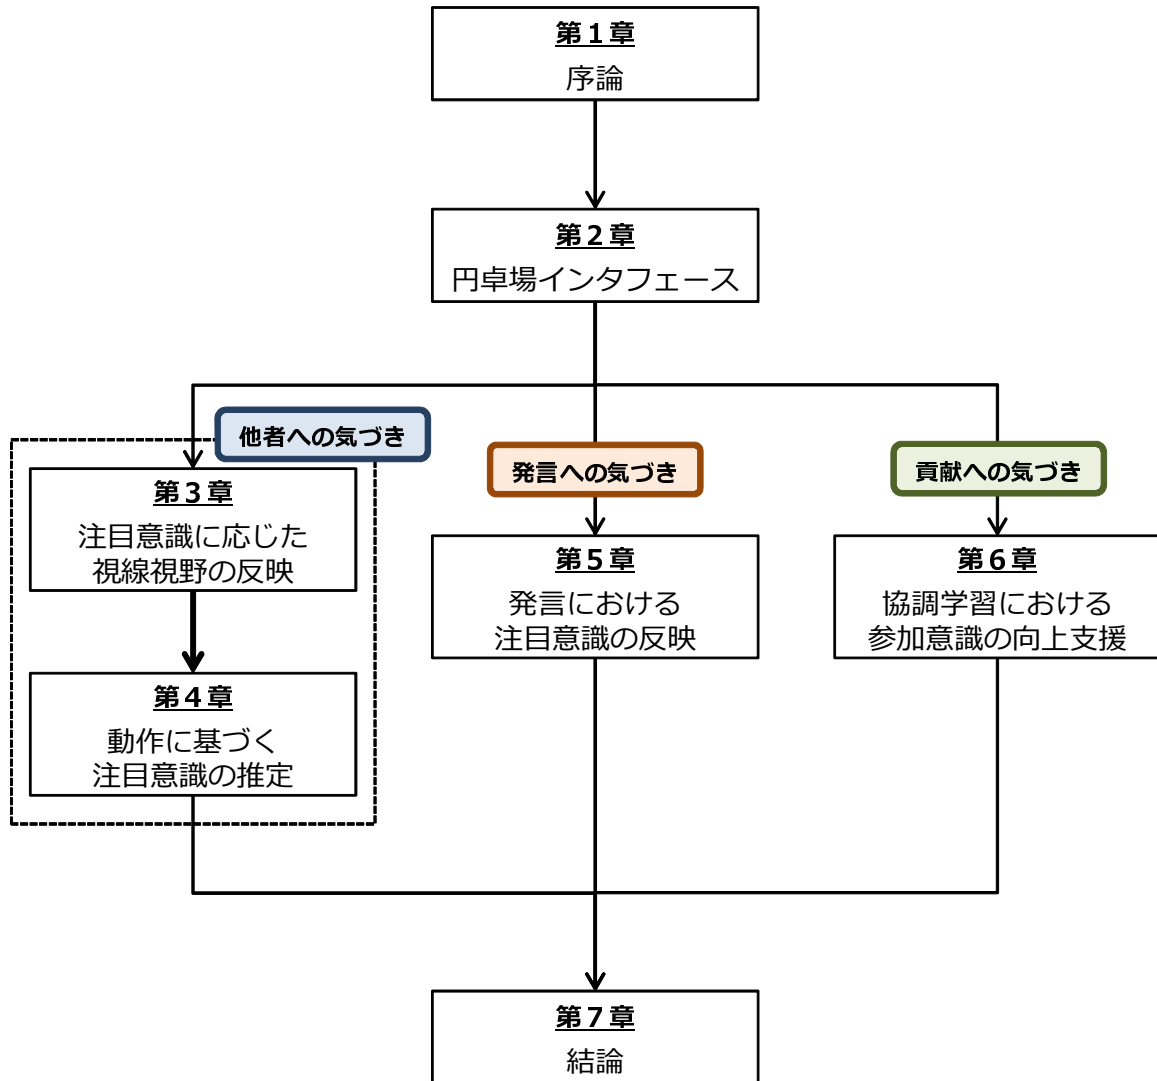 第１章
序論
第２章
円卓場インタフェース
他者への気づき
発言への気づき
貢献への気づき
第３章
注目意識に応じた
視線視野の反映
第４章
動作に基づく
注目意識の推定
第５章
発言における
注目意識の反映
第６章
協調学習における
参加意識の向上支援
第７章
結論